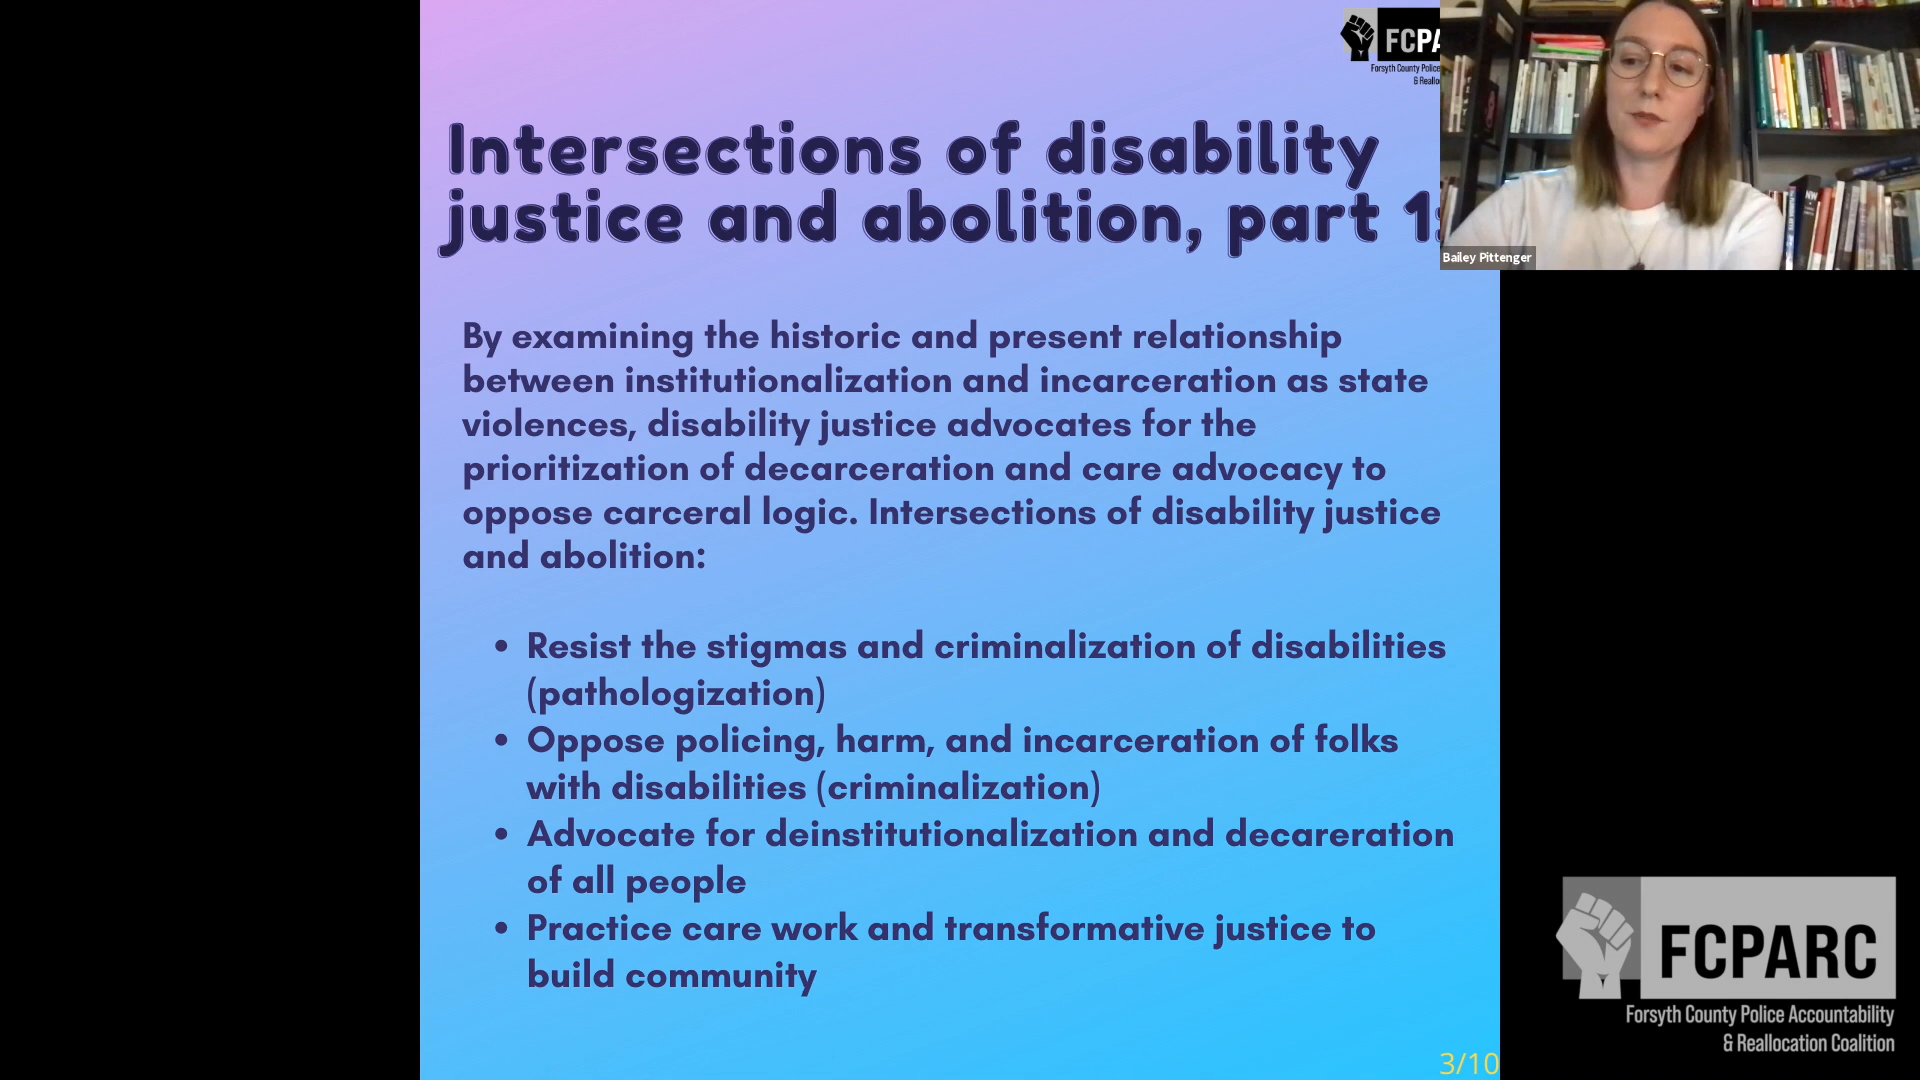 FCPA
Forsyth County Police
& Reallo
Intersections of disability
justice and abolition, part 1:
Bailey Pittenger
By examining the historic and present relationship
between institutionalization and incarceration as state
violences, disability justice advocates for the
prioritization of decarceration and care advocacy to
oppose carceral logic. Intersections of disability justice
and abolition:
• Resist the stigmas and criminalization of disabilities
(pathologization)
• Oppose policing, harm, and incarceration of folks
with disabilities (criminalization)
• Advocate for deinstitutionalization and decareration
of all people
• Practice care work and transformative justice to
build community
3/10
FCPARC
Forsyth County Police Accountability
& Reallocation Coalition